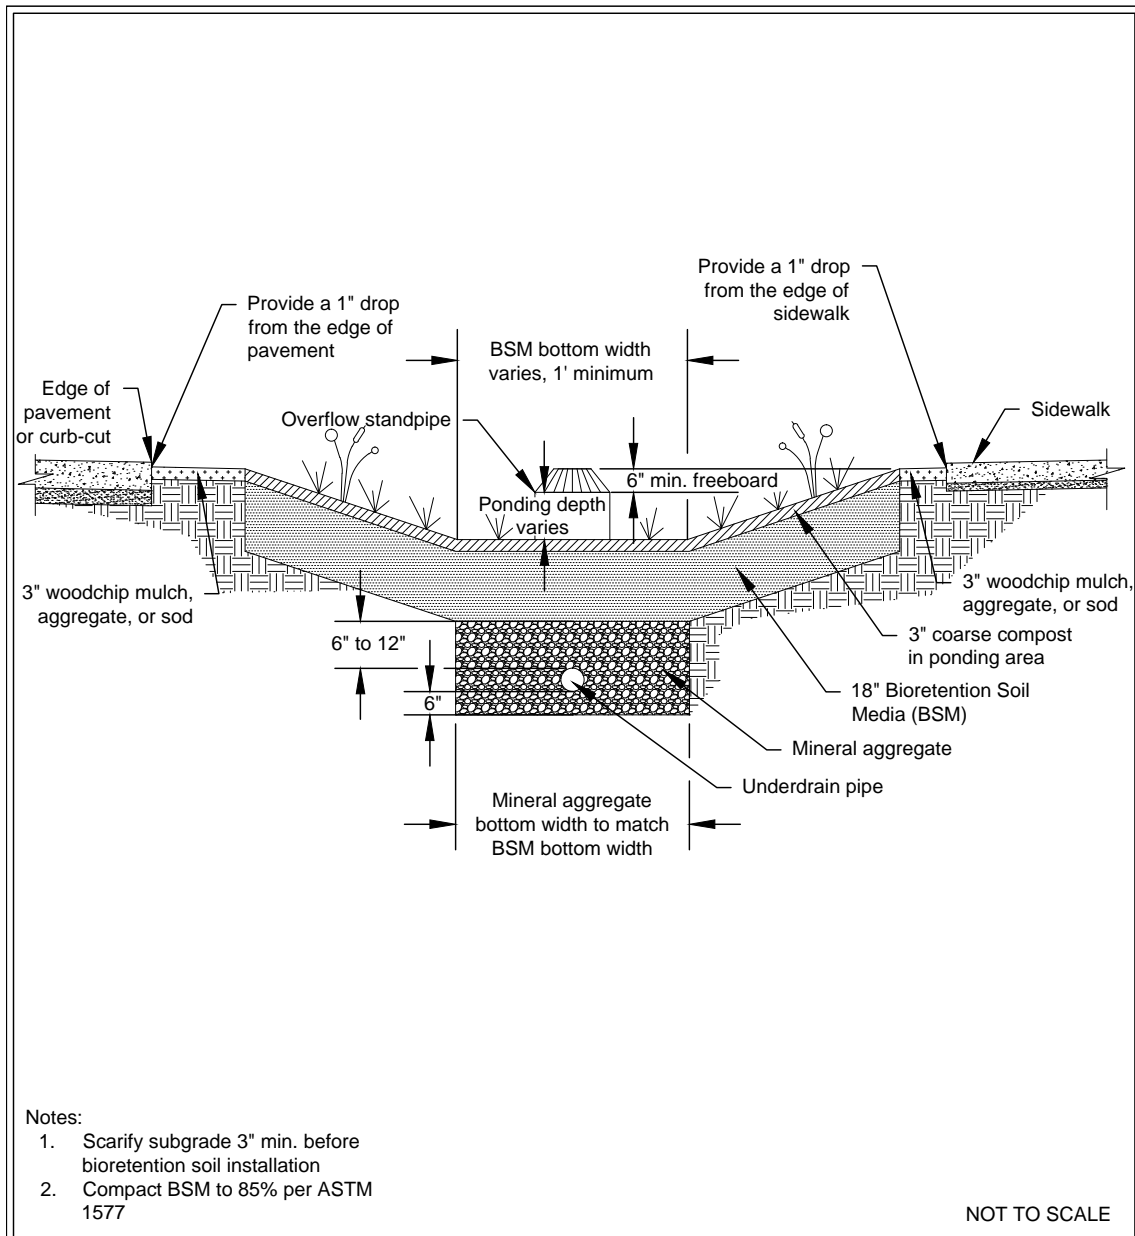 Provide a 1" drop
from the edge of
sidewalk
Provide a 1" drop
from the edge of
pavement
BSM bottom width
varies, 1' minimum
Edge of
pavement
or curb-cut
Overflow standpipe
Sidewalk
6" min. freeboard
Ponding depth
varies
3" woodchip mulch,
aggregate, or sod
3" woodchip mulch,
aggregate, or sod
6" to 12"
3" coarse compost
in ponding area
6"
18" Bioretention Soil
Media (BSM)
Mineral aggregate
Underdrain pipe
Mineral aggregate
bottom width to match
BSM bottom width
Notes:
1. Scarify subgrade 3" min. before
bioretention soil installation
2. Compact BSM to 85% per ASTM
1577
NOT TO SCALE